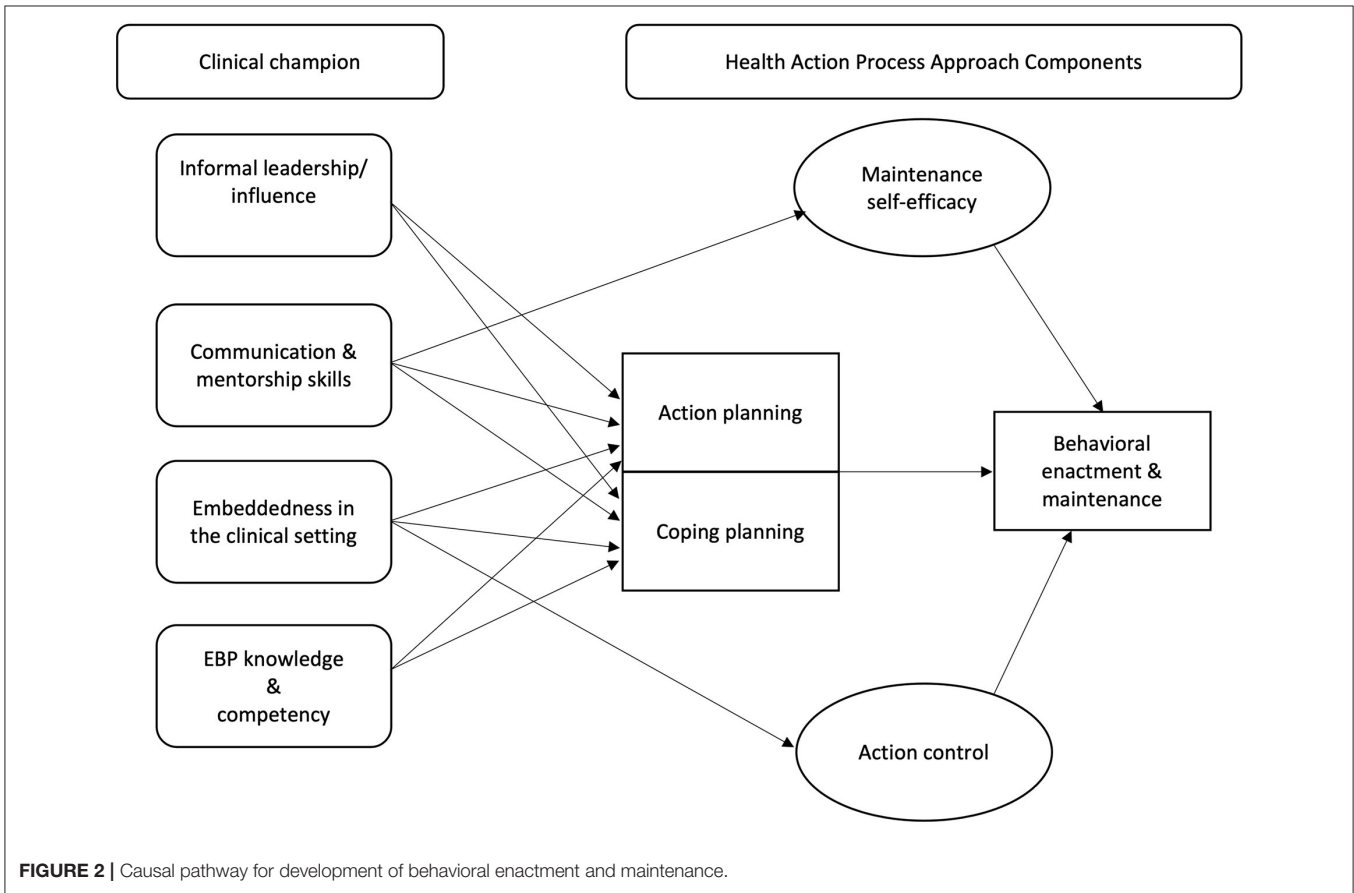 Clinical champion
Health Action Process Approach Components
Informal leadership/
influence
Maintenance
self-efficacy
Communication &
mentorship skills
Action planning
Behavioral
enactment &
maintenance
Embeddedness in
the clinical setting
Coping planning
EBP knowledge
&
competency
Action control
FIGURE 2 | Causal pathway for development of behavioral enactment and maintenance.